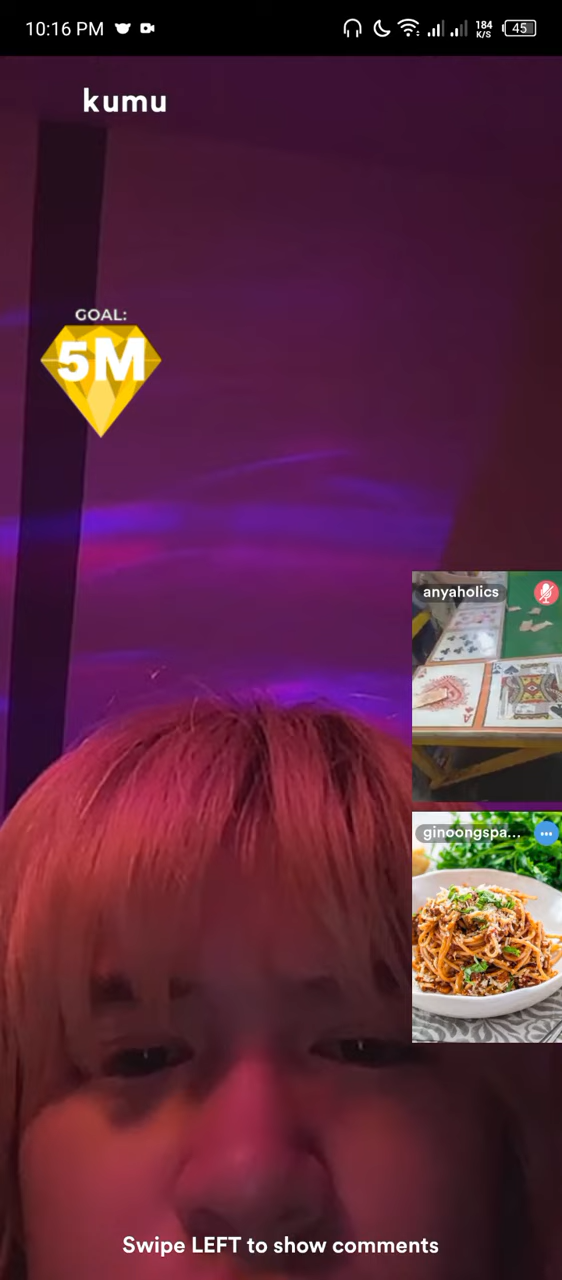 10:16 PM
184
K/S
45
kumu
GOAL:
5M
anyaholics
ginoongspa...
Swipe LEFT to show comments